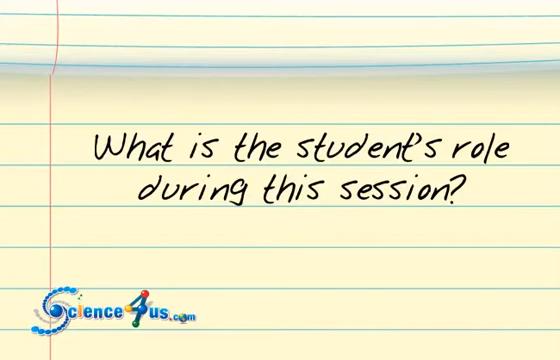 What is the student's role
during this session?
Science4us.com